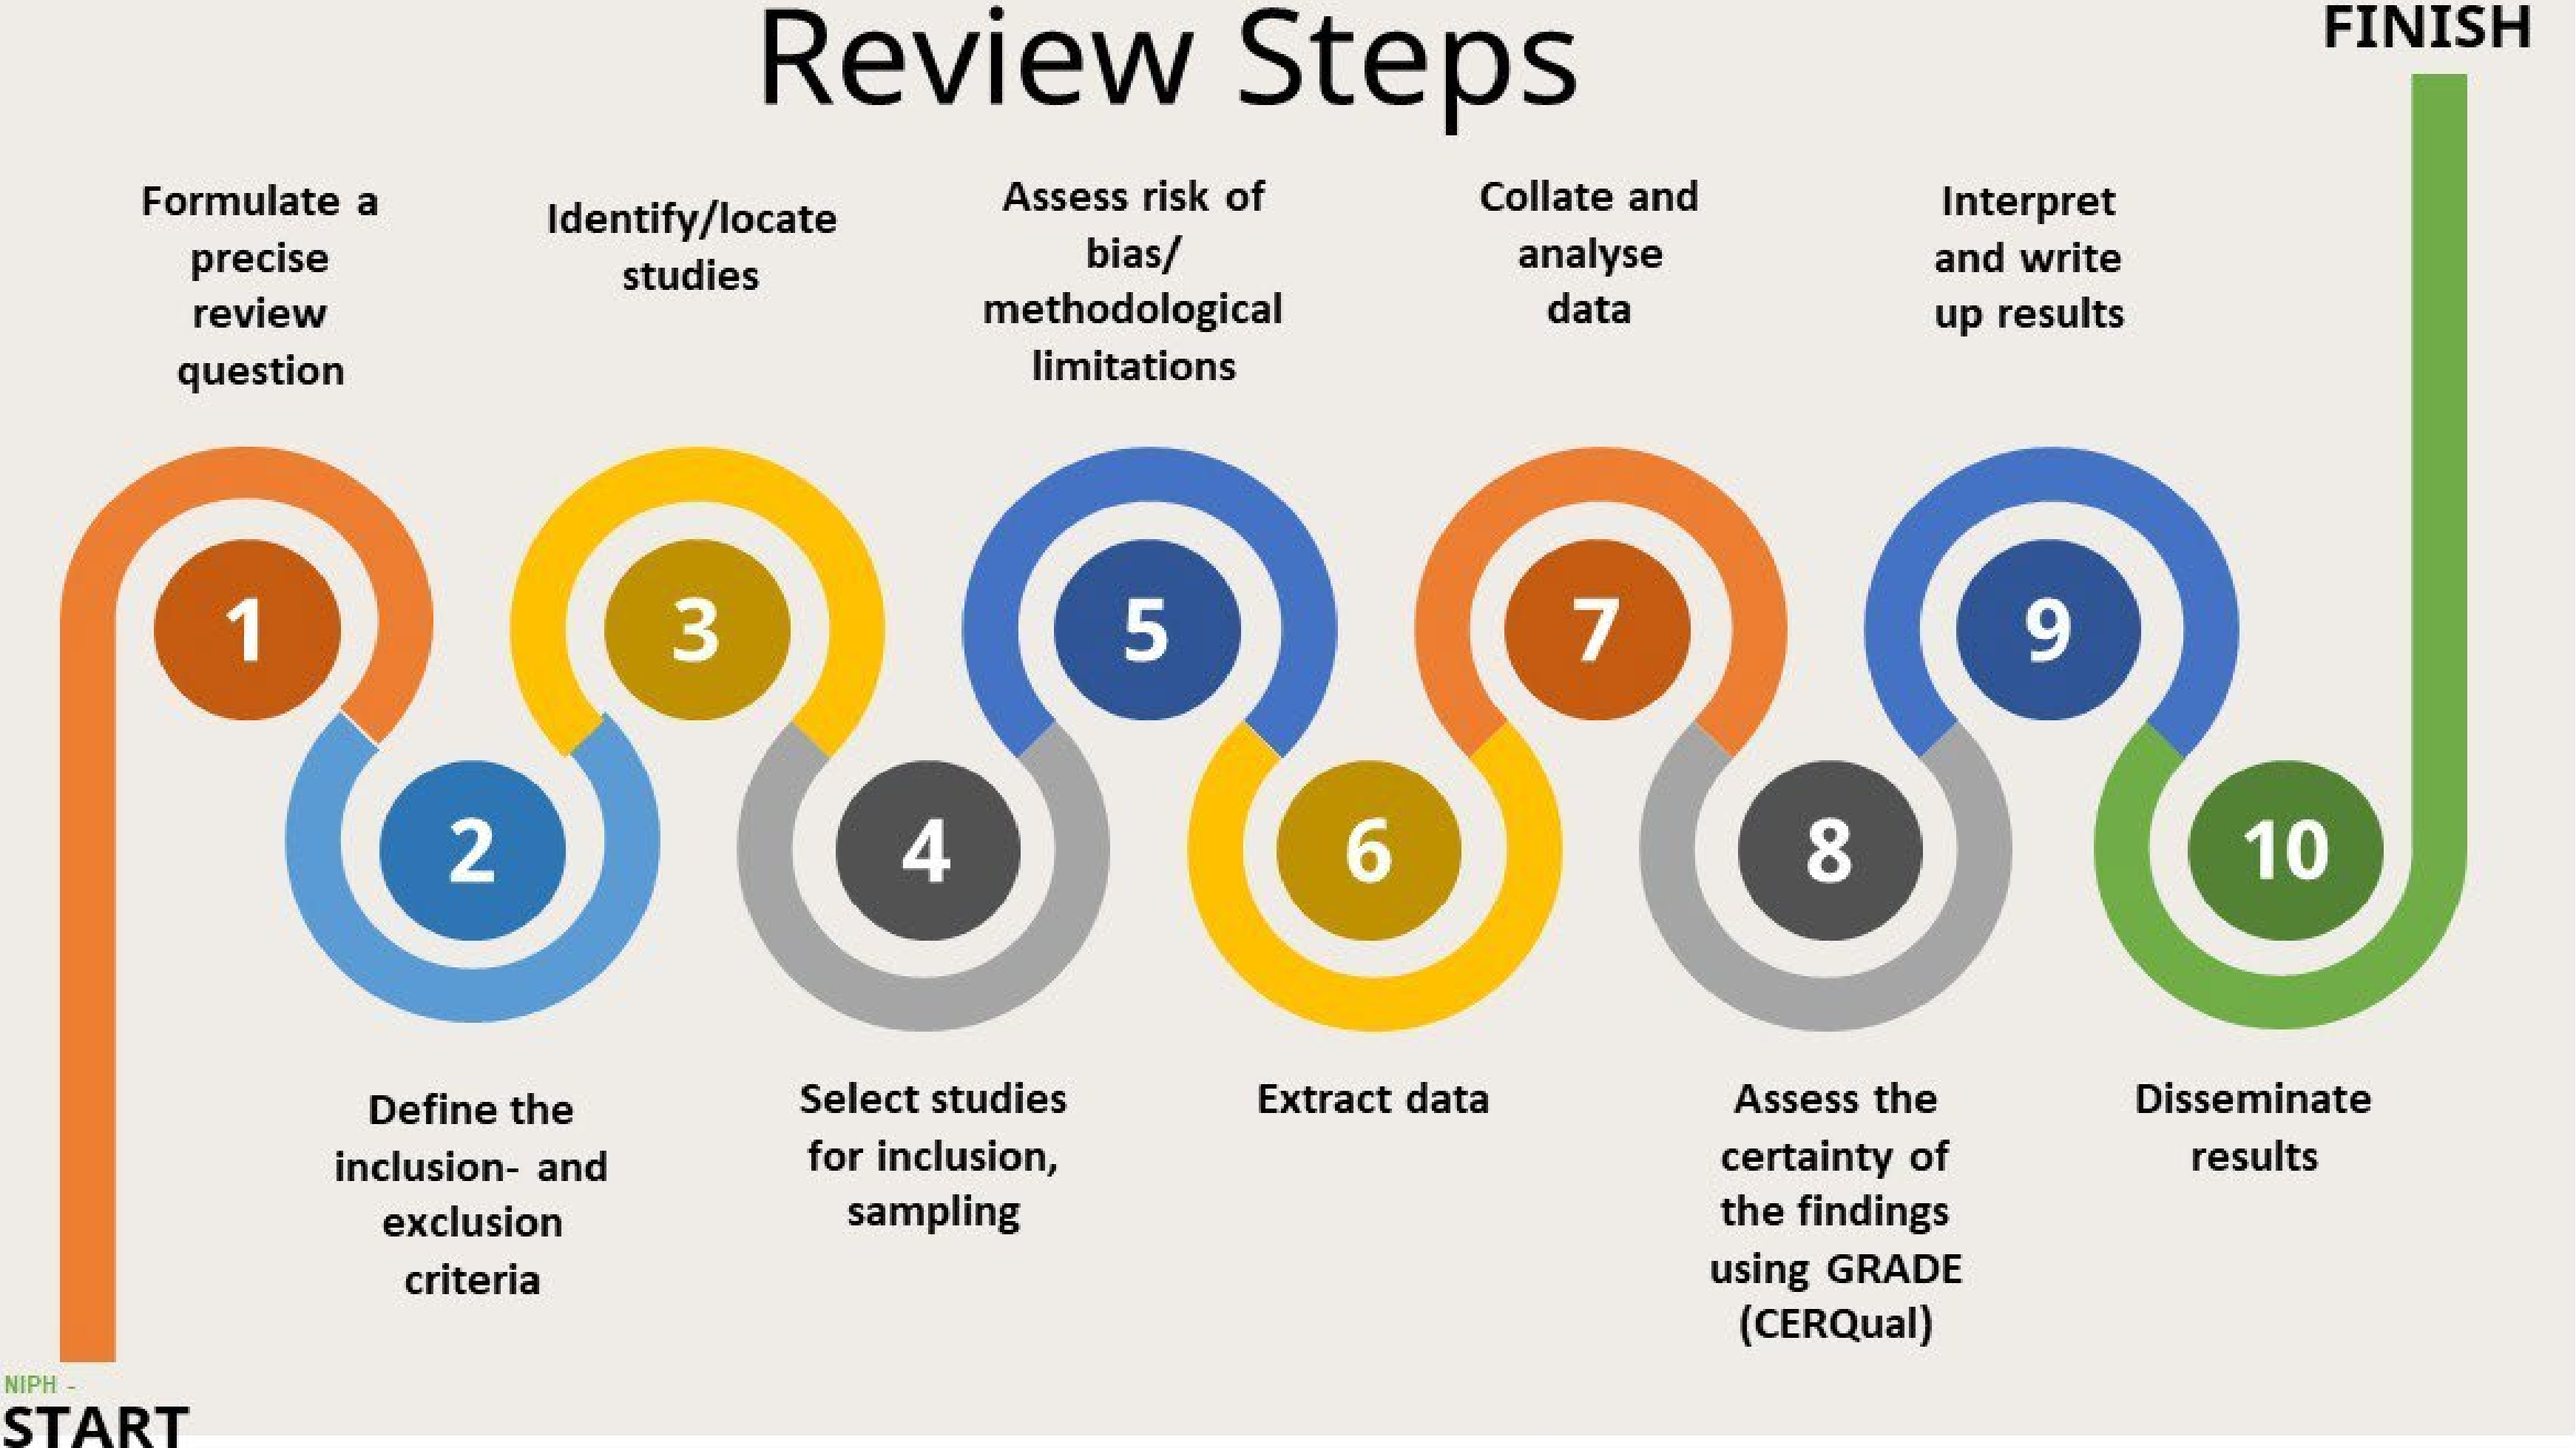 Review Steps
FINISH
Formulate a
precise
review
question
Identify/locate
studies
Assess risk of
bias/
methodological
limitations
Collate and
analyse
data
Interpret
and write
up results
1
3
5
7
9
2
4
6
8
10
Define the
inclusion- and
exclusion
criteria
Select studies
for inclusion,
sampling
Extract data
Assess the
certainty of
the findings
using GRADE
(CERQual)
Disseminate
results
NIPH -
START